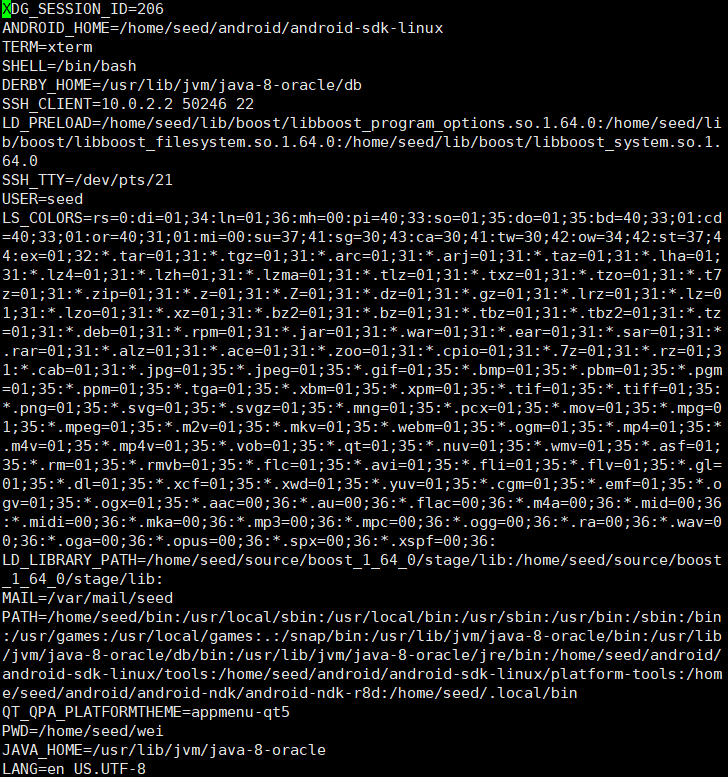 XDG_SESSION_ID=206
ANDROID_HOME=/home/seed/android/android-sdk-linux
TERM=xterm
SHELL=/bin/bash
DERBY_HOME=/usr/lib/jvm/java-8-oracle/db
SSH_CLIENT=10.0.2.2 50246 22
LD_PRELOAD=/home/seed/lib/boost/libboost_program_options.so.1.64.0:/home/seed/li
b/boost/libboost_filesystem.so.1.64.0:/home/seed/lib/boost/libboost_system.so.1.
64.0
SSH_TTY=/dev/pts/21
USER=seed
LS_COLORS=rs=0:di=01;34:ln=01;36:mh=00:pi=40;33:so=01;35:do=01;35:bd=40;33;01:cd
=40;33;01:or=40;31;01:mi=00:su=37;41:sg=30;43:ca=30;41:tw=30;42:ow=34;42:st=37;4
4:ex=01;32:*.tar=01;31:*.tgz=01;31:*.arc=01;31:*.arj=01;31:*.taz=01;31:*.lha=01;
31:*.lz4=01;31:*.lzh=01;31:*.lzma=01;31:*.tlz=01;31:*.txz=01;31:*.tzo=01;31:*.t7
z=01;31:*.zip=01;31:*.z=01;31:*.Z=01;31:*.dz=01;31:*.gz=01;31:*.lrz=01;31:*.lz=0
1;31:*.lzo=01;31:*.xz=01;31:*.bz2=01;31:*.bz=01;31:*.tbz=01;31:*.tbz2=01;31:*.tz
=01;31:*.deb=01;31:*.rpm=01;31:*.jar=01;31:*.war=01;31:*.ear=01;31:*.sar=01;31:*
.rar=01;31:*.alz=01;31:*.ace=01;31:*.zoo=01;31:*.cpio=01;31:*.7z=01;31:*.rz=01;3
1:*.cab=01;31:*.jpg=01;35:*.jpeg=01;35:*.gif=01;35:*.bmp=01;35:*.pbm=01;35:*.pgm
=01;35:*.ppm=01;35:*.tga=01;35:*.xbm=01;35:*.xpm=01;35:*.tif=01;35:*.tiff=01;35:
*.png=01;35:*.svg=01;35:*.svgz=01;35:*.mng=01;35:*.pcx=01;35:*.mov=01;35:*.mpg=0
1;35:*.mpeg=01;35:*.m2v=01;35:*.mkv=01;35:*.webm=01;35:*.ogm=01;35:*.mp4=01;35:*
.m4v=01;35:*.mp4v=01;35:*.vob=01;35:*.qt=01;35:*.nuv=01;35:*.wmv=01;35:*.asf=01;
35:*.rm=01;35:*.rmvb=01;35:*.flc=01;35:*.avi=01;35:*.fli=01;35:*.flv=01;35:*.gl=
01;35:*.dl=01;35:*.xcf=01;35:*.xwd=01;35:*.yuv=01;35:*.cgm=01;35:*.emf=01;35:*.o
gv=01;35:*.ogx=01;35:*.aac=00;36:*.au=00;36:*.flac=00;36:*.m4a=00;36:*.mid=00;36
:*.midi=00;36:*.mka=00;36:*.mp3=00;36:*.mpc=00;36:*.ogg=00;36:*.ra=00;36:*.wav=0
0;36:*.oga=00;36:*.opus=00;36:*.spx=00;36:*.xspf=00;36:
LD_LIBRARY_PATH=/home/seed/source/boost_1_64_0/stage/lib:/home/seed/source/boost
_1_64_0/stage/lib:
MAIL=/var/mail/seed
PATH=/home/seed/bin:/usr/local/sbin:/usr/local/bin:/usr/sbin:/usr/bin:/sbin:/bin
:/usr/games:/usr/local/games:.:/snap/bin:/usr/lib/jvm/java-8-oracle/bin:/usr/lib
/jvm/java-8-oracle/db/bin:/usr/lib/jvm/java-8-oracle/jre/bin:/home/seed/android/
android-sdk-linux/tools:/home/seed/android/android-sdk-linux/platform-tools:/hom
e/seed/android/android-ndk/android-ndk-r8d:/home/seed/.local/bin
QT_QPA_PLATFORMTHEME=appmenu-qt5
PWD=/home/seed/wei
JAVA_HOME=/usr/lib/jvm/java-8-oracle
LANG=en_US.UTF-8